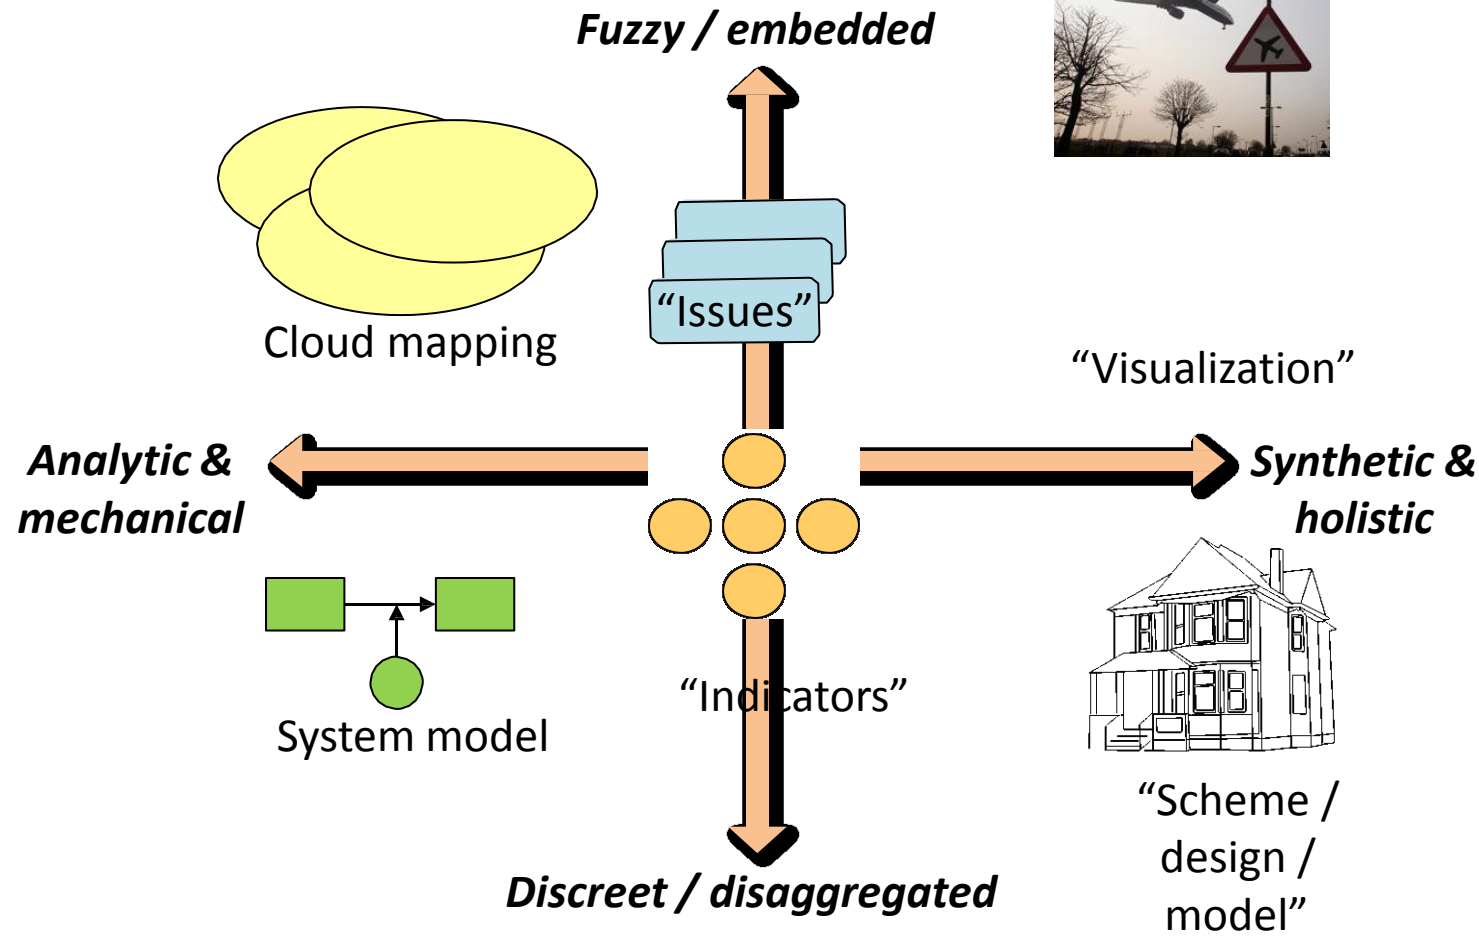 Fuzzy / embedded
“Issues”
Cloud mapping
“Visualization”
Analytic &
mechanical
Synthetic &
holistic
“Indicators”
System model
“Scheme /
design /
model”
Discreet / disaggregated